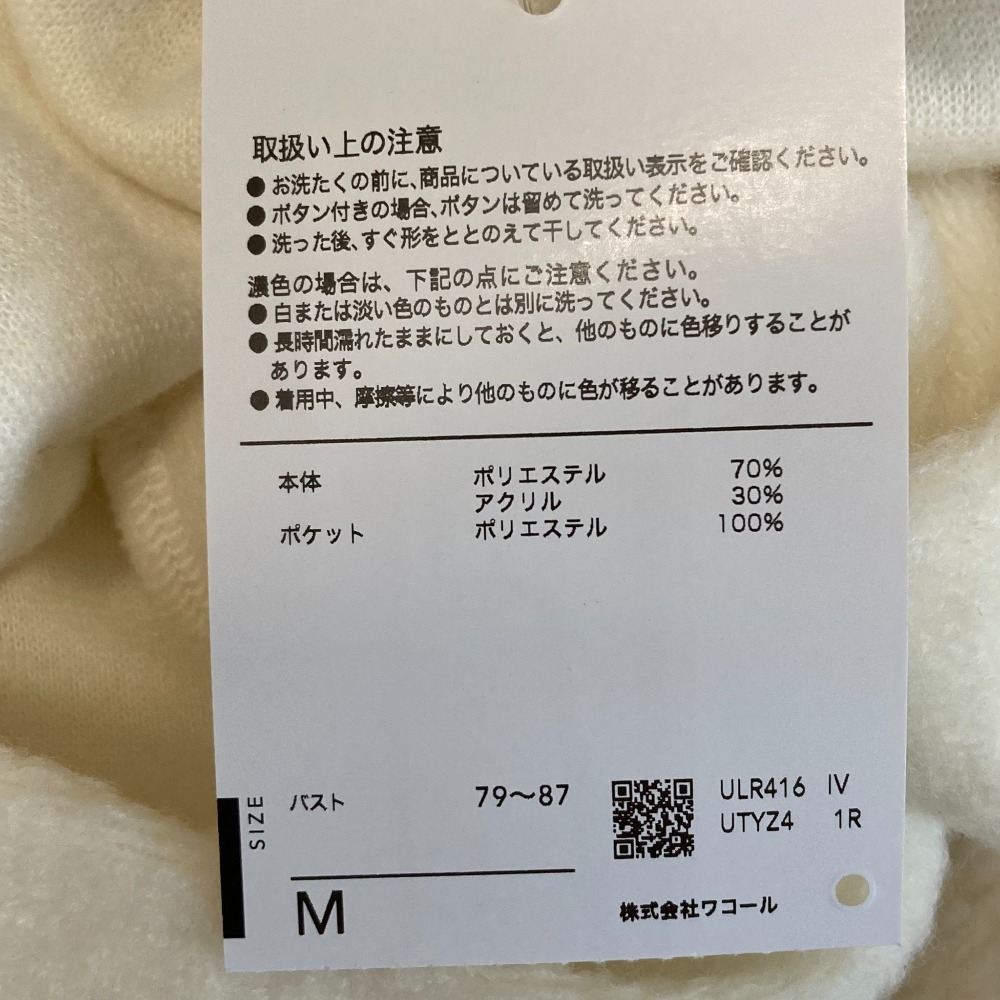 取扱い上の注意
●お洗たくの前に、商品についている取扱い表示をご確認ください。
●ボタン付きの場合、ボタンは留めて洗ってください。
●洗った後、すぐ形をととのえて干してください。
濃色の場合は、下記の点にご注意ください。
●白または淡い色のものとは別に洗ってください。
●長時間濡れたままにしておくと、他のものに色移りすることが
あります。
●着用中、摩擦等により他のものに色が移ることがあります。
本体 ポリエステル 70%
アクリル 30%
ポケット ポリエステル 100%
SIZE
バスト 79〜87
M
ULR416 IV
UTYZ4 1R
株式会社ワコール